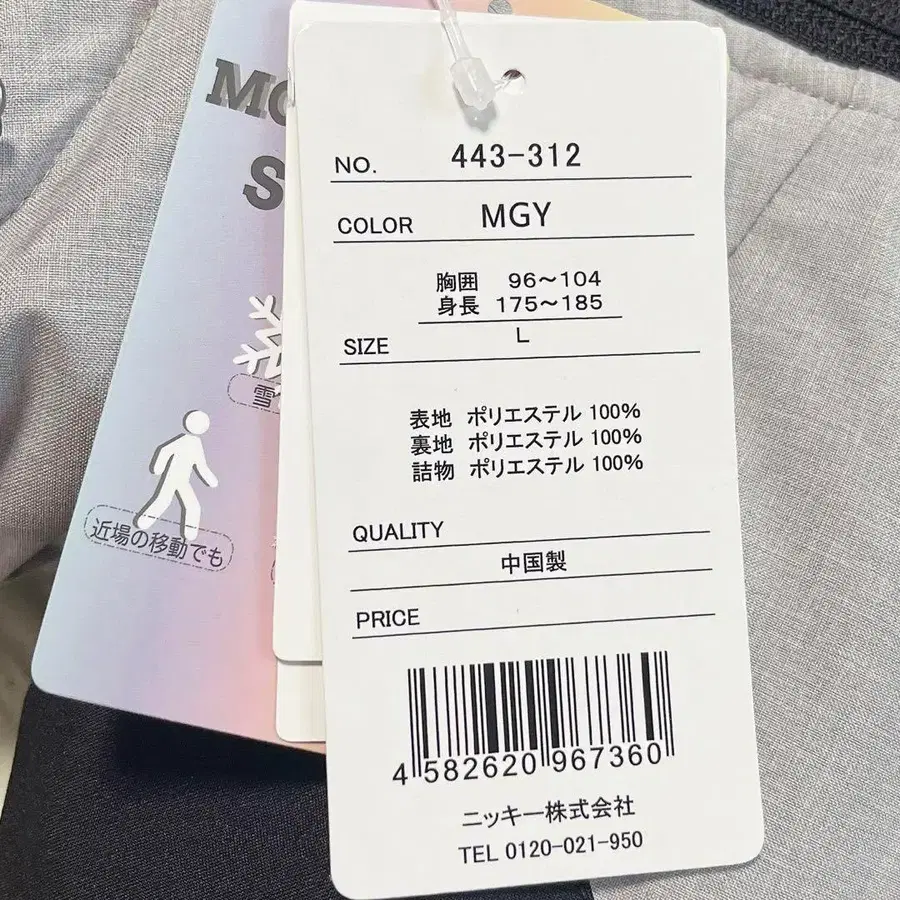 NO. 443-312
COLOR MGY
胸囲 96～104
身長 175～185
SIZE L
表地 ポリエステル 100%
裏地 ポリエステル 100%
詰物 ポリエステル 100%
QUALITY
中国製
PRICE
4 582620 967360
ニッキー株式会社
TEL 0120-021-950
雪
近場の移動でも